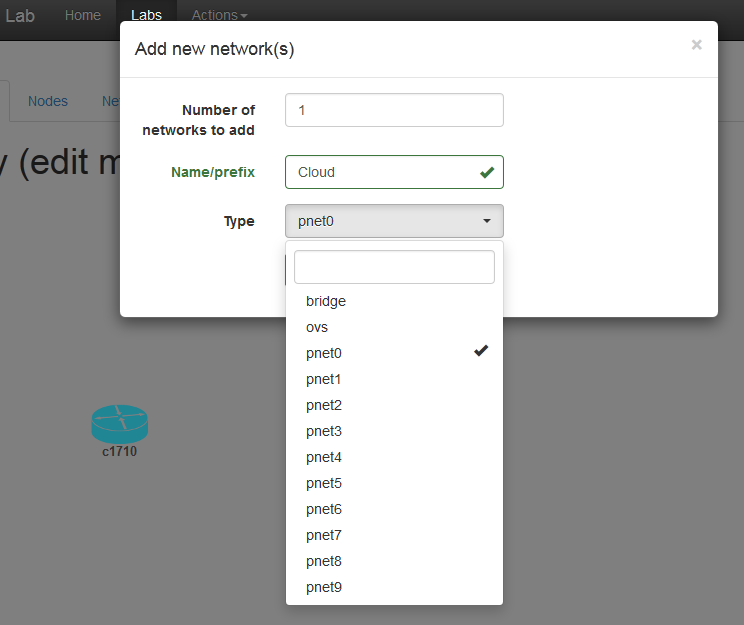 Lab Home Labs Actions
Add new network(s) ×
Nodes Ne
Number of networks to add 1
y (edit m
Name/prefix Cloud
Type pnet0
bridge
ovs
pnet0
pnet1
pnet2
pnet3
pnet4
pnet5
pnet6
pnet7
pnet8
pnet9
c1710